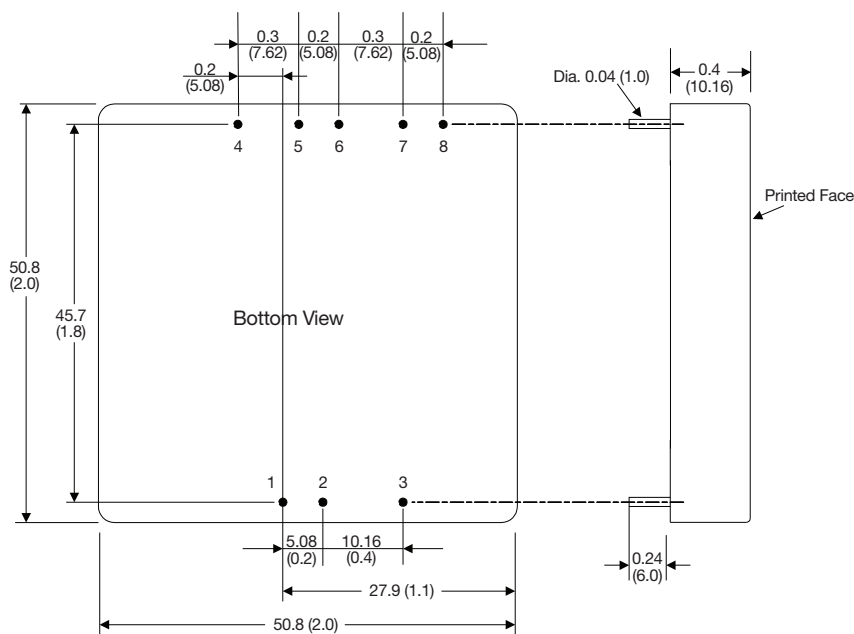 0.3 0.2 0.3 0.2
(7.62) (5.08) (7.62) (5.08)
0.2
(5.08)
Dia. 0.04 (1.0)
0.4
(10.16)
4 5 6 7 8
Printed Face
50.8
(2.0)
45.7
(1.8)
Bottom View
1 2 3
5.08 10.16
(0.2) (0.4)
0.24
(6.0)
27.9 (1.1)
50.8 (2.0)